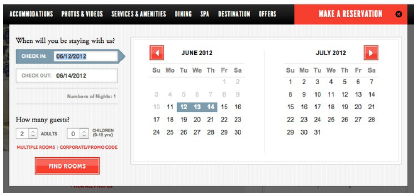 ACCOMMODATIONS PHOTOS & VIDEOS SERVICES & AMENITIES DINING SPA DESTINATION OFFERS MAKE A RESERVATION
When will you be staying with us?
CHECK IN: 06/12/2012
CHECK OUT: 06/14/2012
Numbers of Nights: 1
How many guests?
2 ADULTS 0 CHILDREN (0-18 yrs)
MULTIPLE ROOMS | CORPORATE/PROMO CODE
FIND ROOMS
JUNE 2012
Su Mo Tu We Th Fr Sa
1 2
3 4 5 6 7 8 9
10 11 12 13 14 15 16
17 18 19 20 21 22 23
24 25 26 27 28 29 30
JULY 2012
Su Mo Tu We Th Fr Sa
1 2 3 4 5 6 7
8 9 10 11 12 13 14
15 16 17 18 19 20 21
22 23 24 25 26 27 28
29 30 31